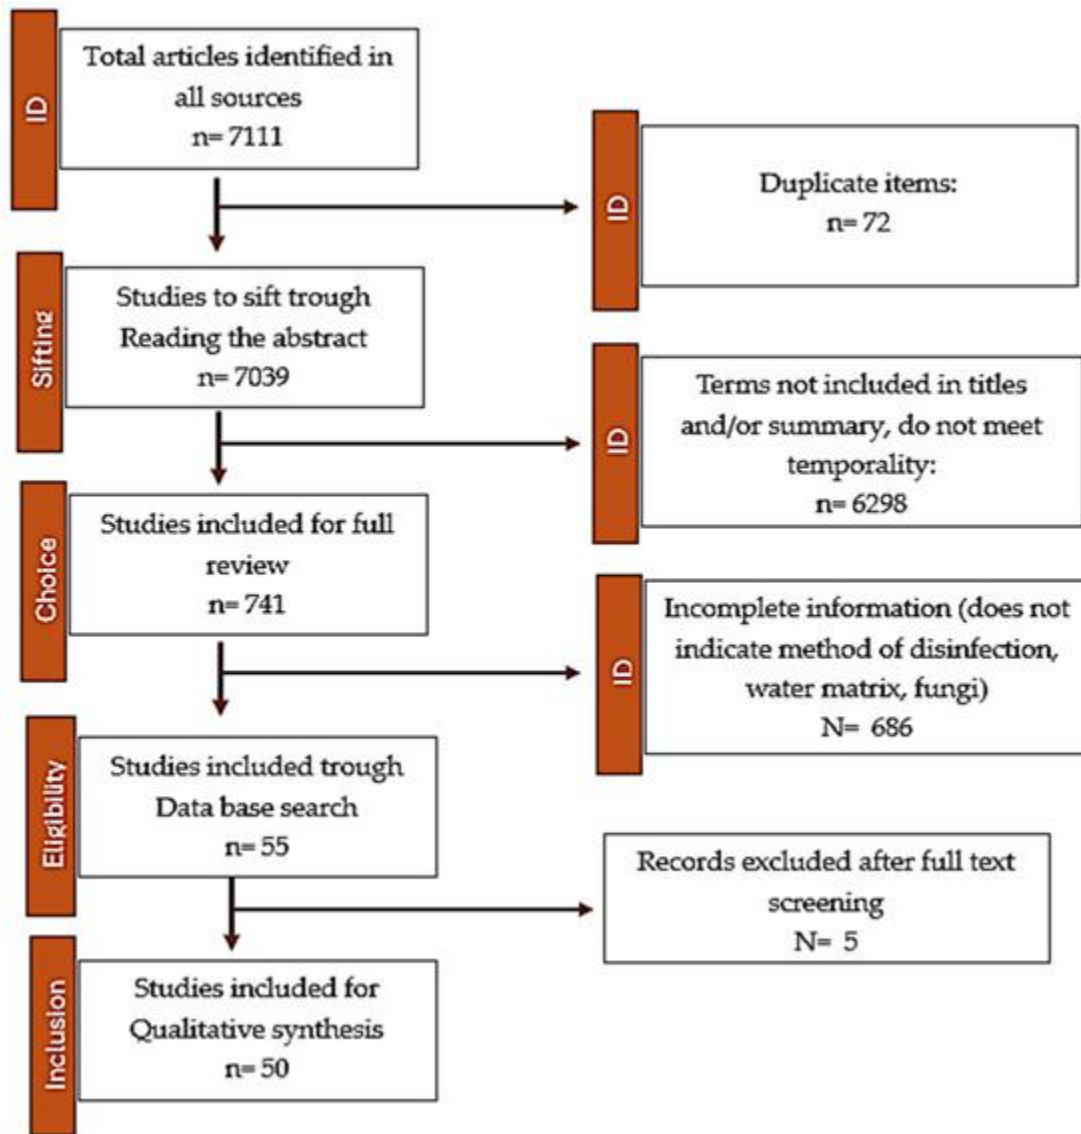 ID
Total articles identified in
all sources
n= 7111
ID
Duplicate items:
n= 72
Sifting
Studies to sift trough
Reading the abstract
n= 7039
ID
Terms not included in titles
and/or summary, do not meet
temporality:
n= 6298
Choice
Studies included for full
review
n= 741
ID
Incomplete information (does not
indicate method of disinfection,
water matrix, fungi)
N= 686
Eligibility
Studies included trough
Data base search
n= 55
Records excluded after full text
screening
N= 5
Inclusion
Studies included for
Qualitative synthesis
n= 50